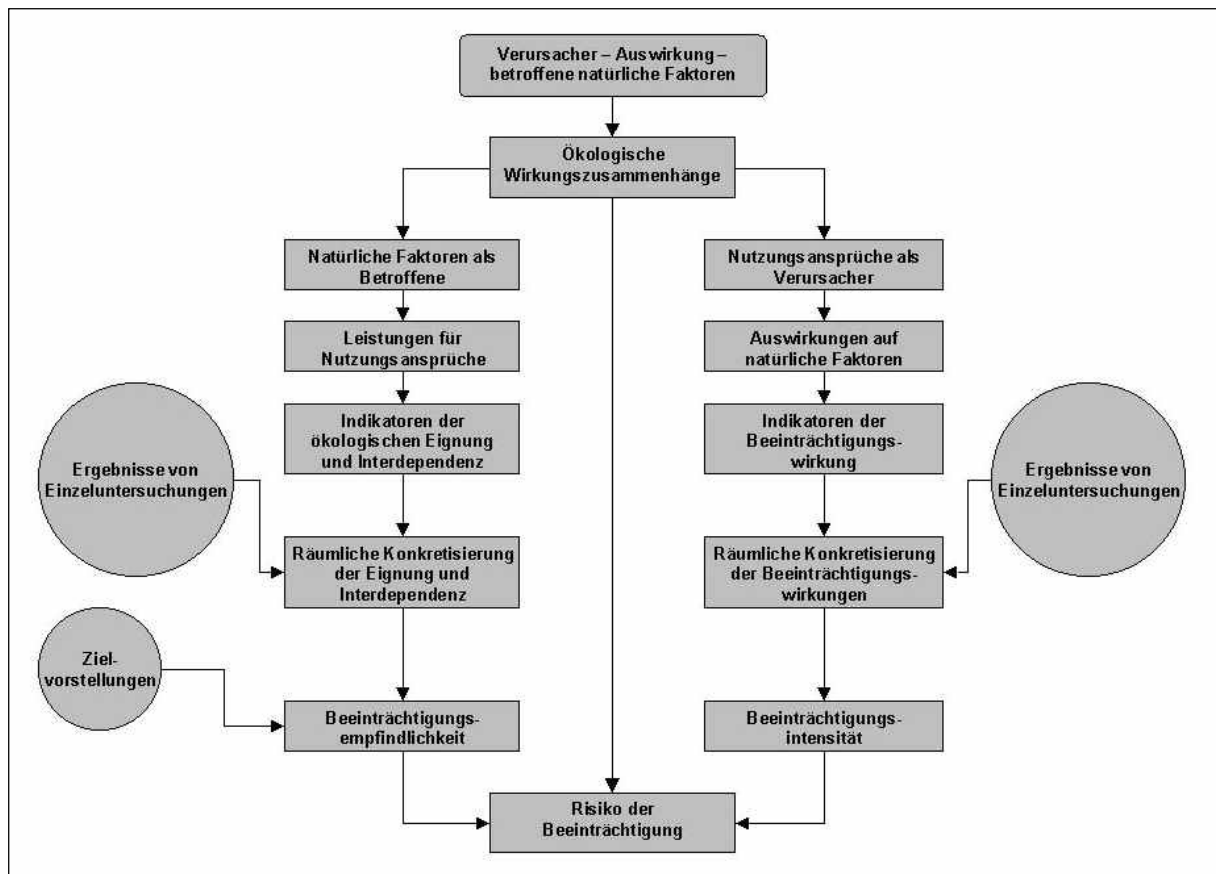 Verursacher – Auswirkung –
betroffene natürliche Faktoren
Ökologische
Wirkungszusammenhänge
Natürliche Faktoren als
Betroffene
Nutzungsansprüche als
Verursacher
Leistungen für
Nutzungsansprüche
Auswirkungen auf
natürliche Faktoren
Indikatoren der
ökologischen Eignung
und Interdependenz
Indikatoren der
Beeinträchtigungs-
wirkung
Ergebnisse von
Einzeluntersuchungen
Ergebnisse von
Einzeluntersuchungen
Räumliche Konkretisierung
der Eignung und
Interdependenz
Räumliche Konkretisierung
der Beeinträchtigungs-
wirkungen
Ziel-
vorstellungen
Beeinträchtigungs-
empfindlichkeit
Beeinträchtigungs-
intensität
Risiko der
Beeinträchtigung